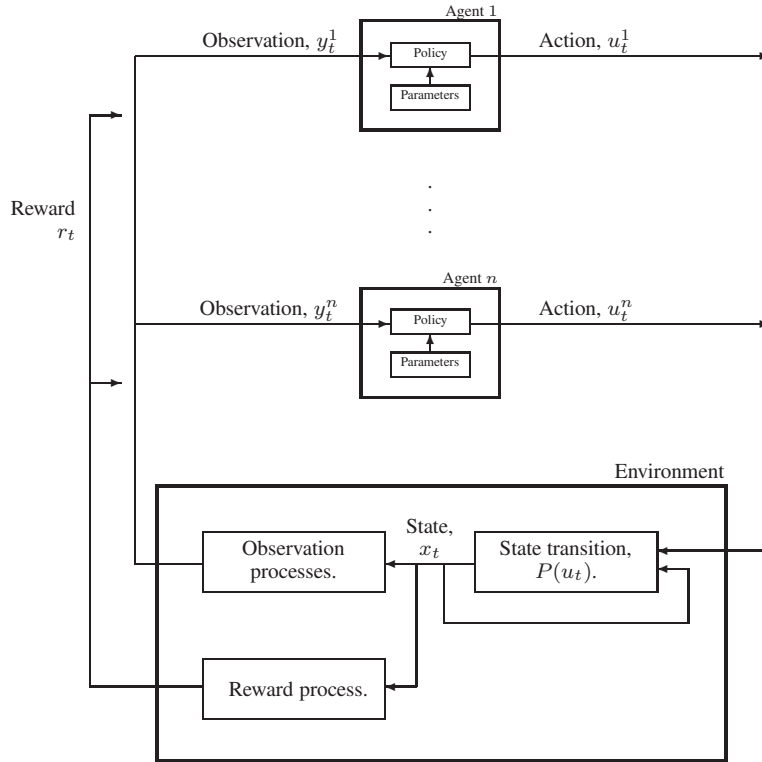 Agent 1
Observation, y_t^1
Policy
Action, u_t^1
Parameters
.
.
.
Reward
r_t
Agent n
Observation, y_t^n
Policy
Action, u_t^n
Parameters
Environment
State,
x_t
Observation
processes.
State transition,
P(u_t).
Reward process.